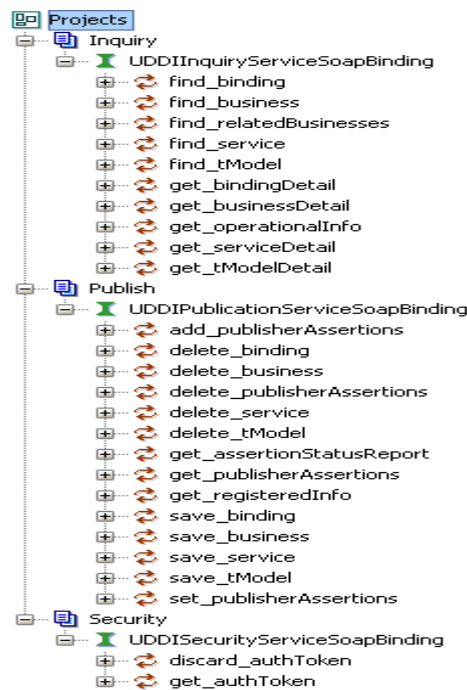 Projects
Inquiry
UDDIInquiryServiceSoapBinding
find_binding
find_business
find_relatedBusinesses
find_service
find_tModel
get_bindingDetail
get_businessDetail
get_operationalInfo
get_serviceDetail
get_tModelDetail
Publish
UDDIPublicationServiceSoapBinding
add_publisherAssertions
delete_binding
delete_business
delete_publisherAssertions
delete_service
delete_tModel
get_assertionStatusReport
get_publisherAssertions
get_registeredInfo
save_binding
save_business
save_service
save_tModel
set_publisherAssertions
Security
UDDISecurityServiceSoapBinding
discard_authToken
get_authToken